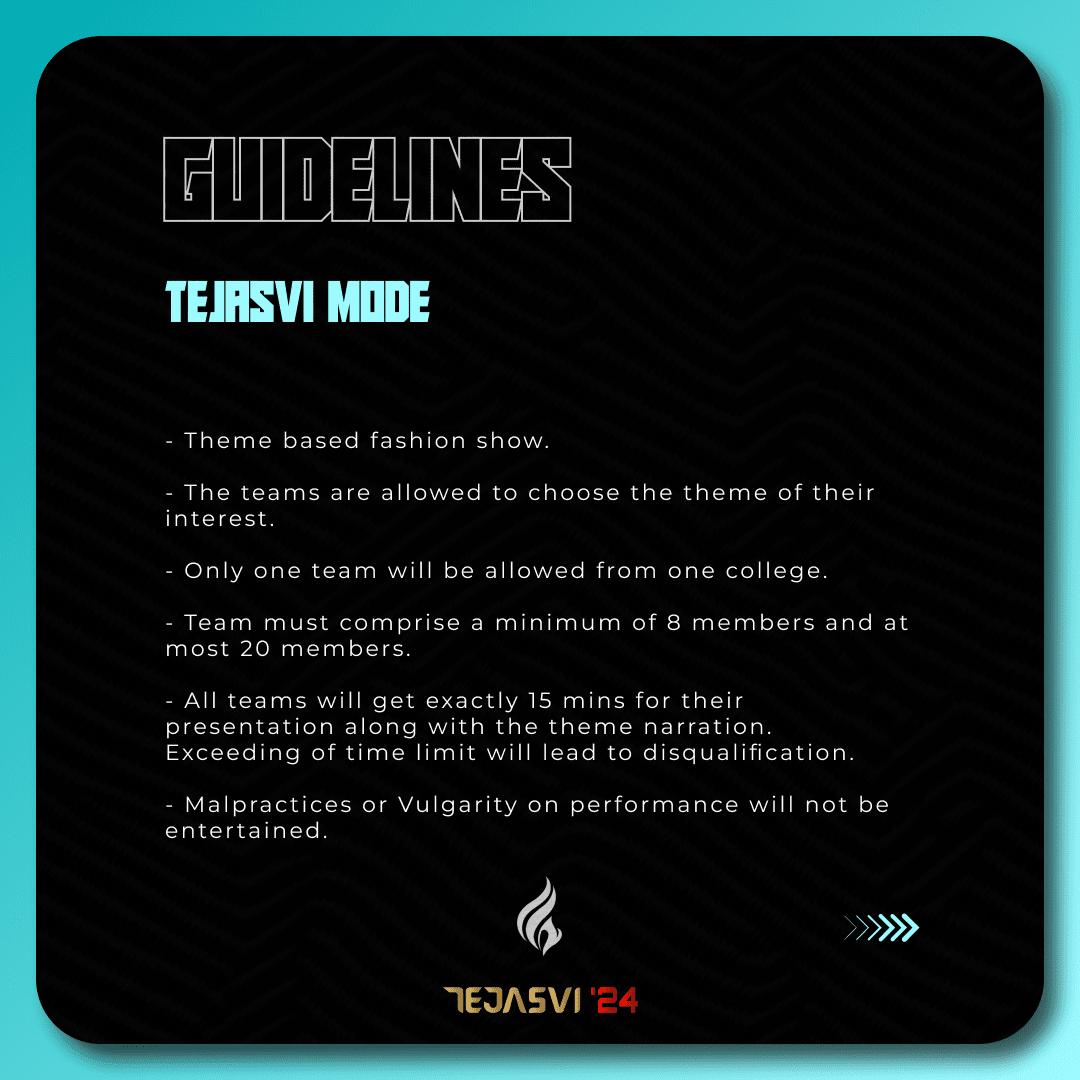 GUIDELINES
TEJASVI MODE
- Theme based fashion show.
- The teams are allowed to choose the theme of their
interest.
- Only one team will be allowed from one college.
- Team must comprise a minimum of 8 members and at
most 20 members.
- All teams will get exactly 15 mins for their
presentation along with the theme narration.
Exceeding of time limit will lead to disqualification.
- Malpractices or Vulgarity on performance will not be
entertained.
TEJASVI '24